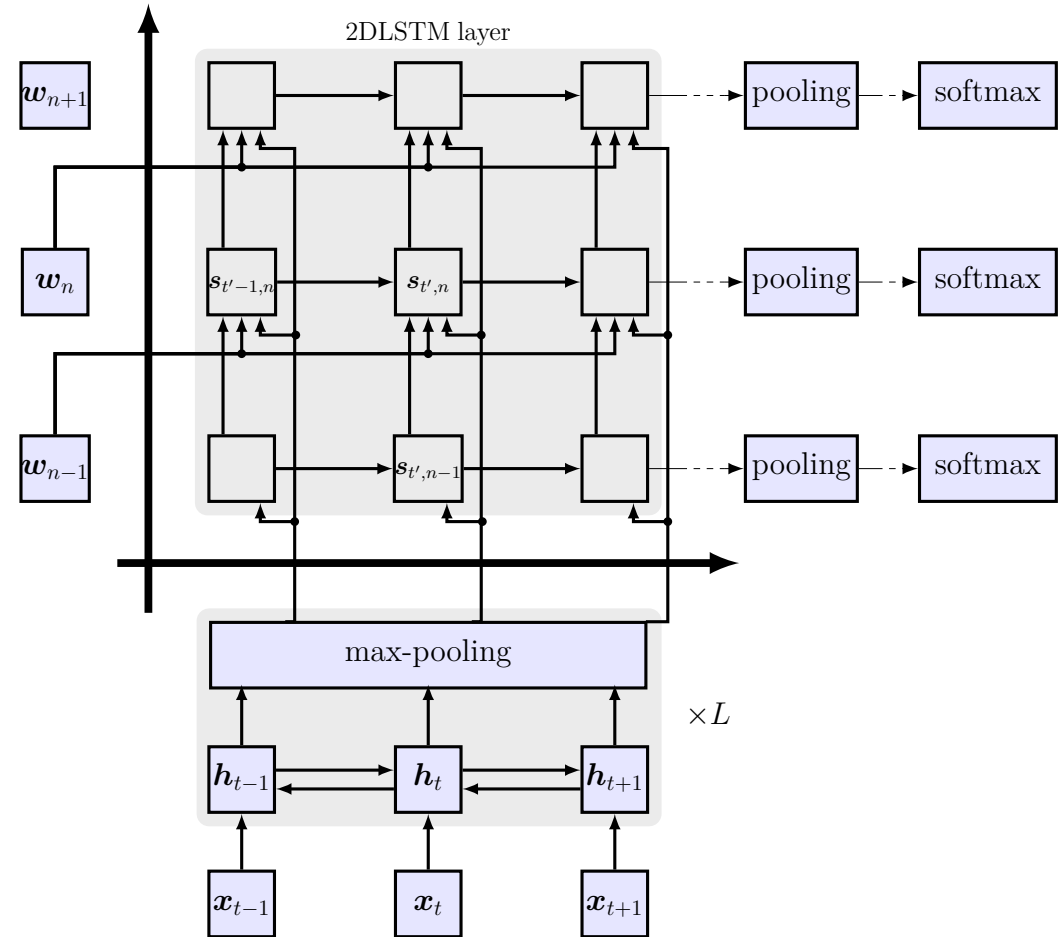 2DLSTM layer
w_{n+1} pooling softmax
w_n s_{t'-1,n} s_{t',n} pooling softmax
w_{n-1} s_{t',n-1} pooling softmax
max-pooling
×L
h_{t-1} h_t h_{t+1}
x_{t-1} x_t x_{t+1}